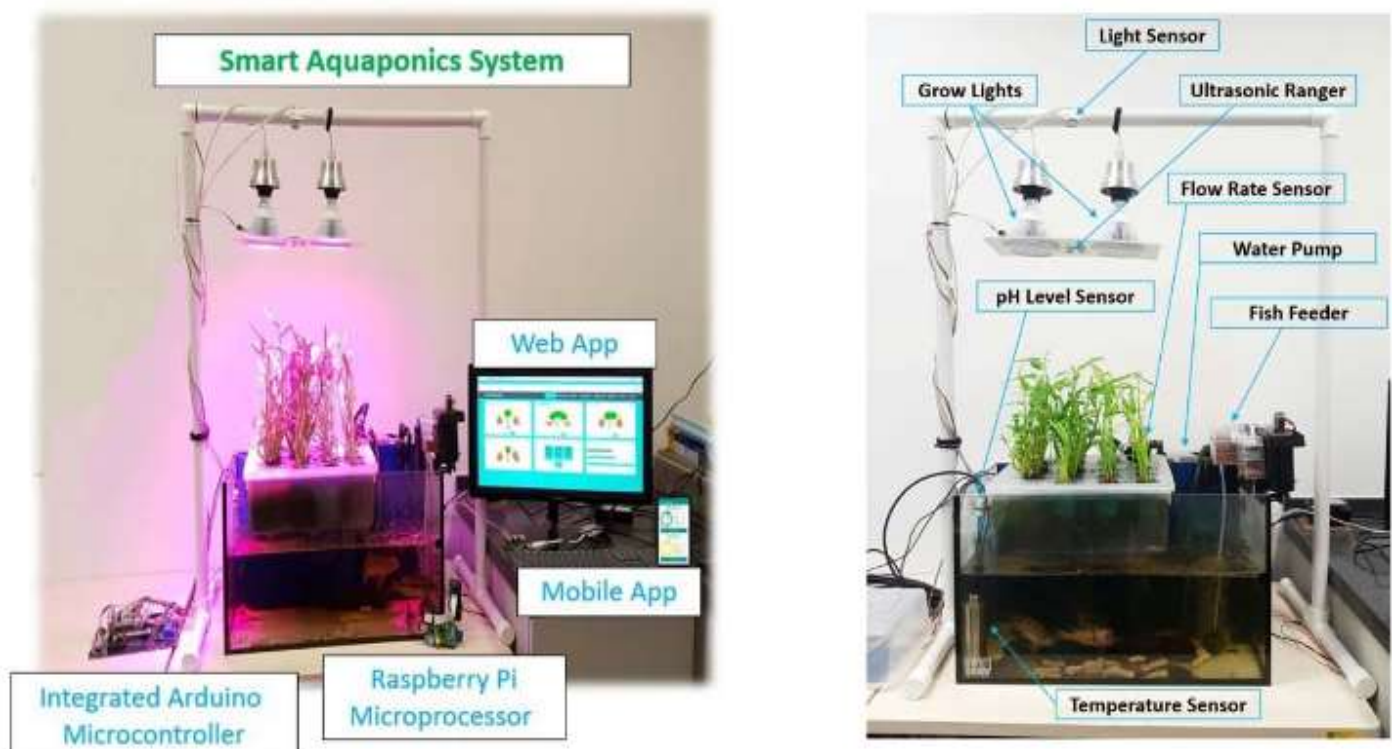 Smart Aquaponics System
Web App
Mobile App
Integrated Arduino
Microcontroller
Raspberry Pi
Microprocessor
Light Sensor
Grow Lights
Ultrasonic Ranger
Flow Rate Sensor
Water Pump
pH Level Sensor
Fish Feeder
Temperature Sensor